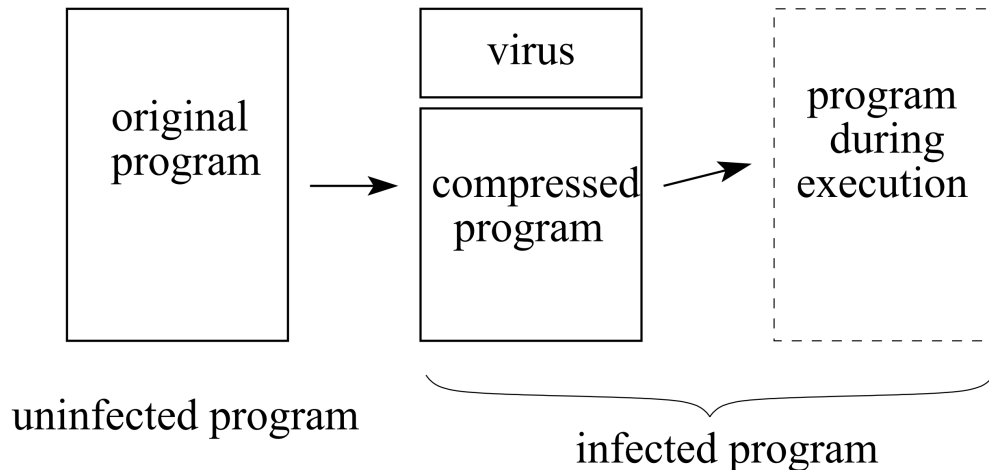 original
program
virus
compressed
program
program
during
execution
uninfected program
infected program